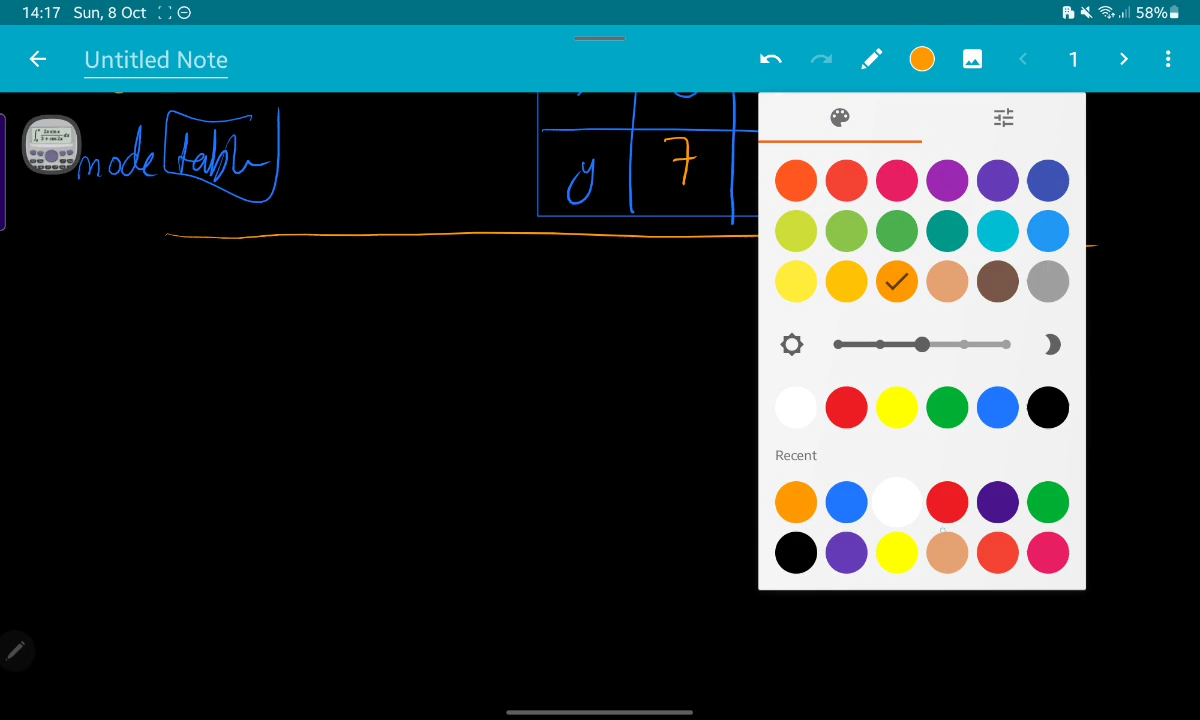 14:17 Sun, 8 Oct 58%
Untitled Note 1
mode table
y 7
Recent